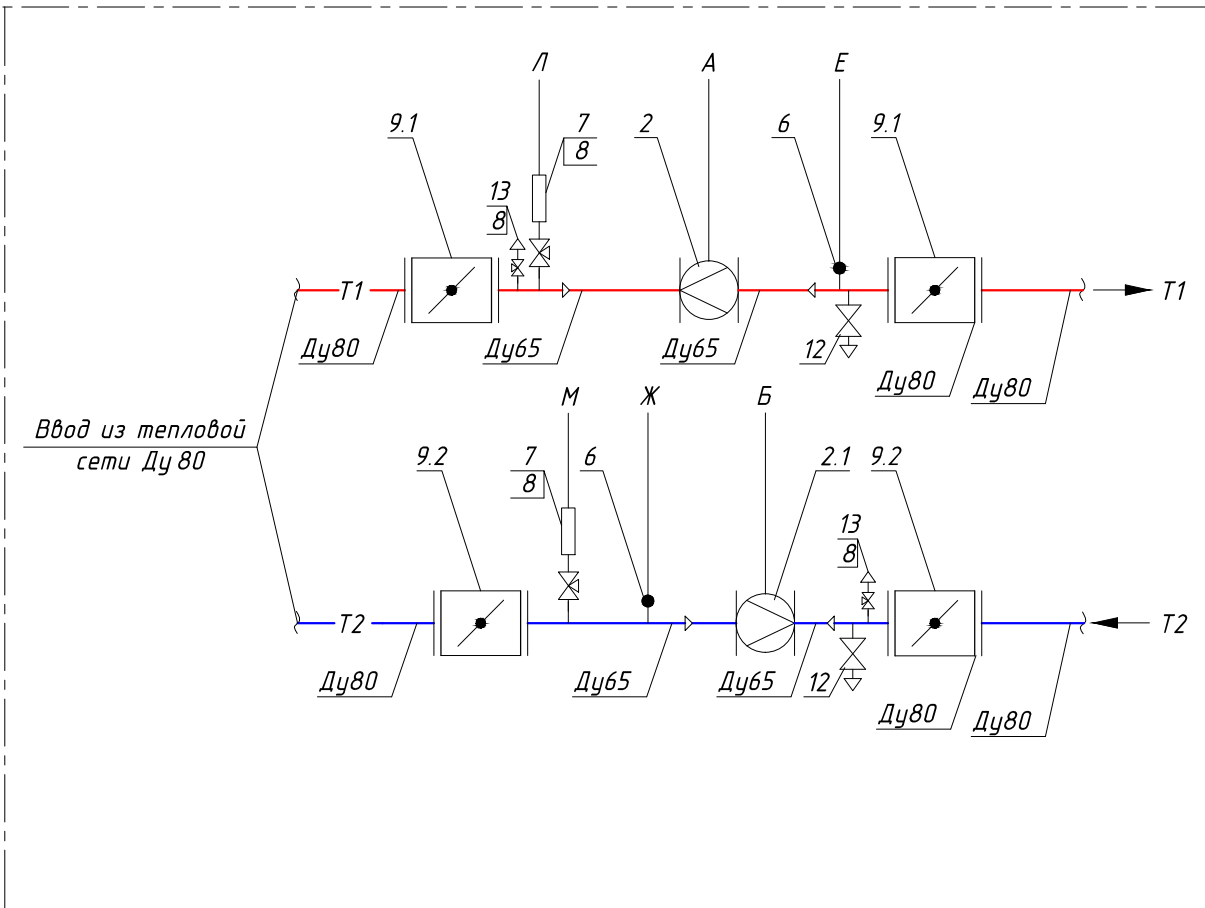 Л
А
Е
9.1
7
8
2
6
9.1
13
8
Т1
Т1
Ду80
Ду65
Ду65
12
Ду80
Ду80
Ввод из тепловой
сети Ду 80
М
Ж
Б
9.2
7
8
6
2.1
9.2
13
8
Т2
Т2
Ду80
Ду65
Ду65
12
Ду80
Ду80